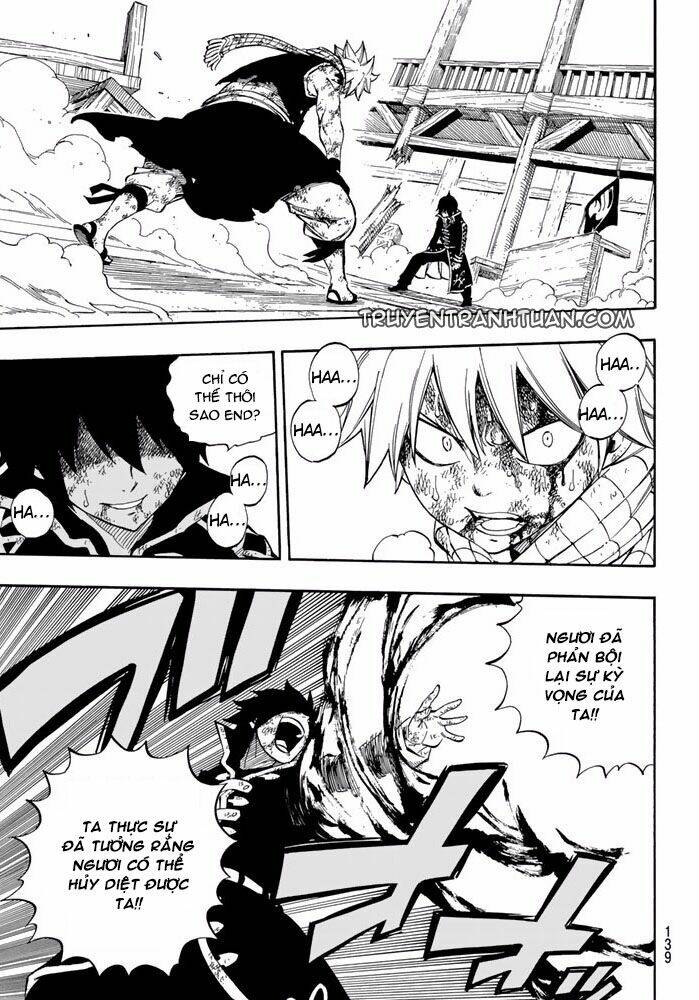 TRUYENTRANHTUAN.COM
HAA...
HAA...
HAA...
HAA...
CHỈ CÓ
THẾ THÔI
SAO END?
HA...
HA...
HA...
NGƯƠI ĐÃ
PHẢN BỘI
LẠI SỰ KỲ
VỌNG CỦA
TA!!
TA THỰC SỰ
ĐÃ TƯỞNG RẰNG
NGƯƠI CÓ THỂ
HỦY DIỆT ĐƯỢC
TA!!
139